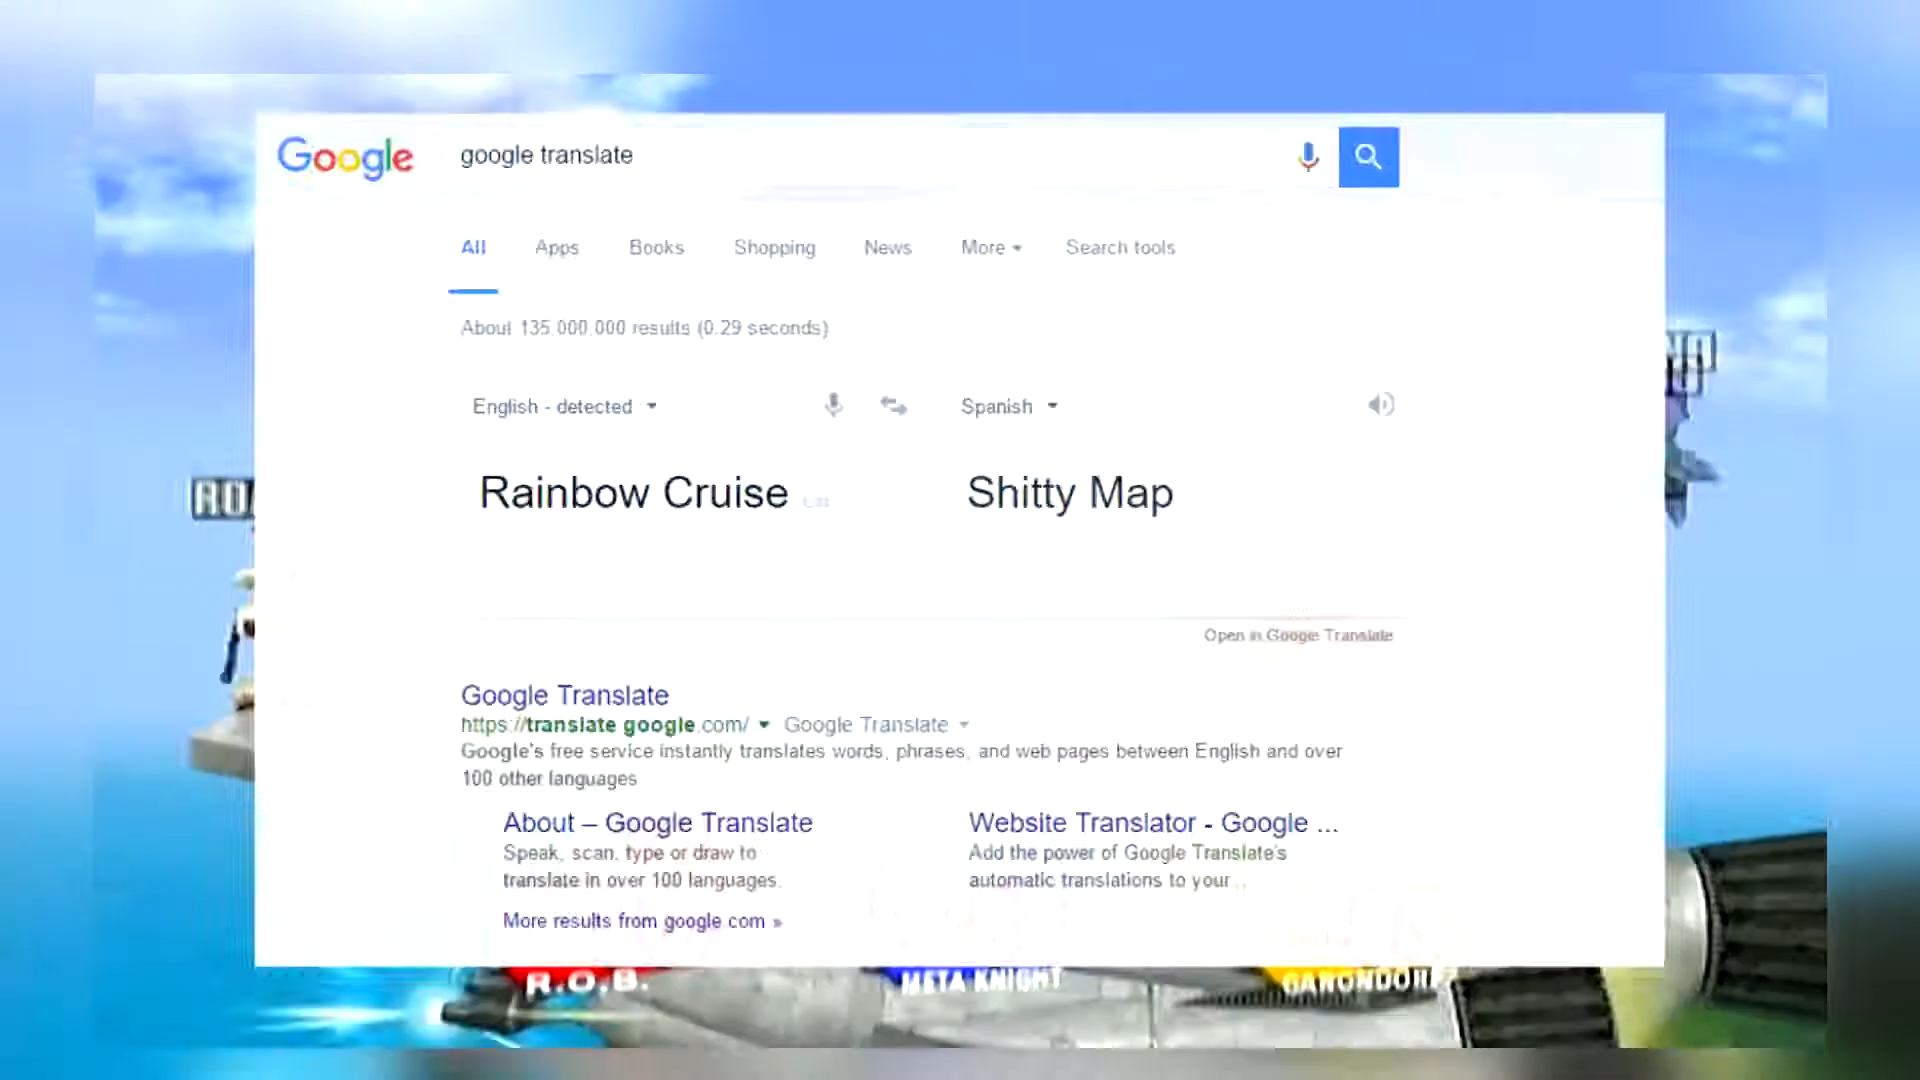 Google google translate
All Apps Books Shopping News More Search tools
About 135.000.000 results (0.29 seconds)
English - detected Spanish
Rainbow Cruise Shitty Map
Open in Google Translate
Google Translate
https://translate.google.com/ Google Translate
Google's free service instantly translates words, phrases, and web pages between English and over
100 other languages
About – Google Translate Website Translator - Google ...
Speak, scan, type or draw to Add the power of Google Translate's
translate in over 100 languages. automatic translations to your ...
More results from google.com »
R.O.B. META KNIGHT GANONDORF